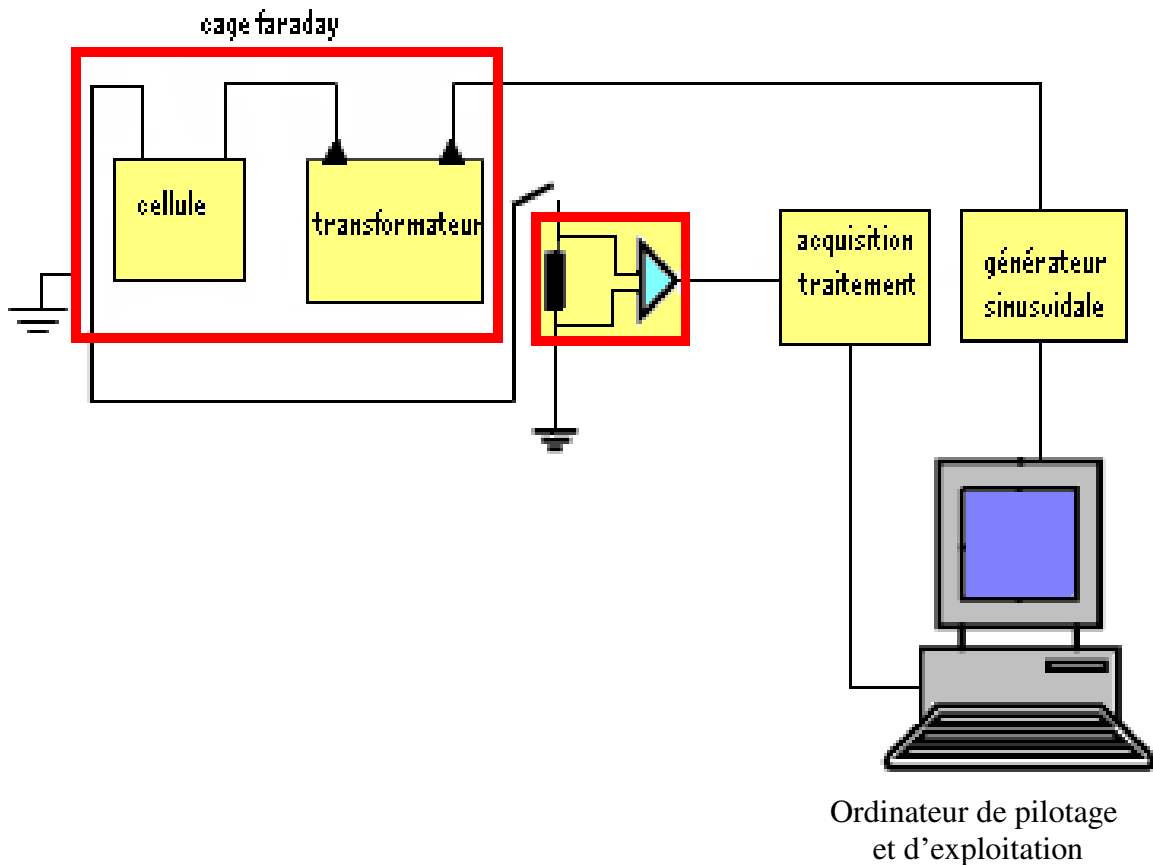 cage faraday
cellule
transformateur
acquisition
traitement
générateur
sinusoidale
Ordinateur de pilotage
et d’exploitation